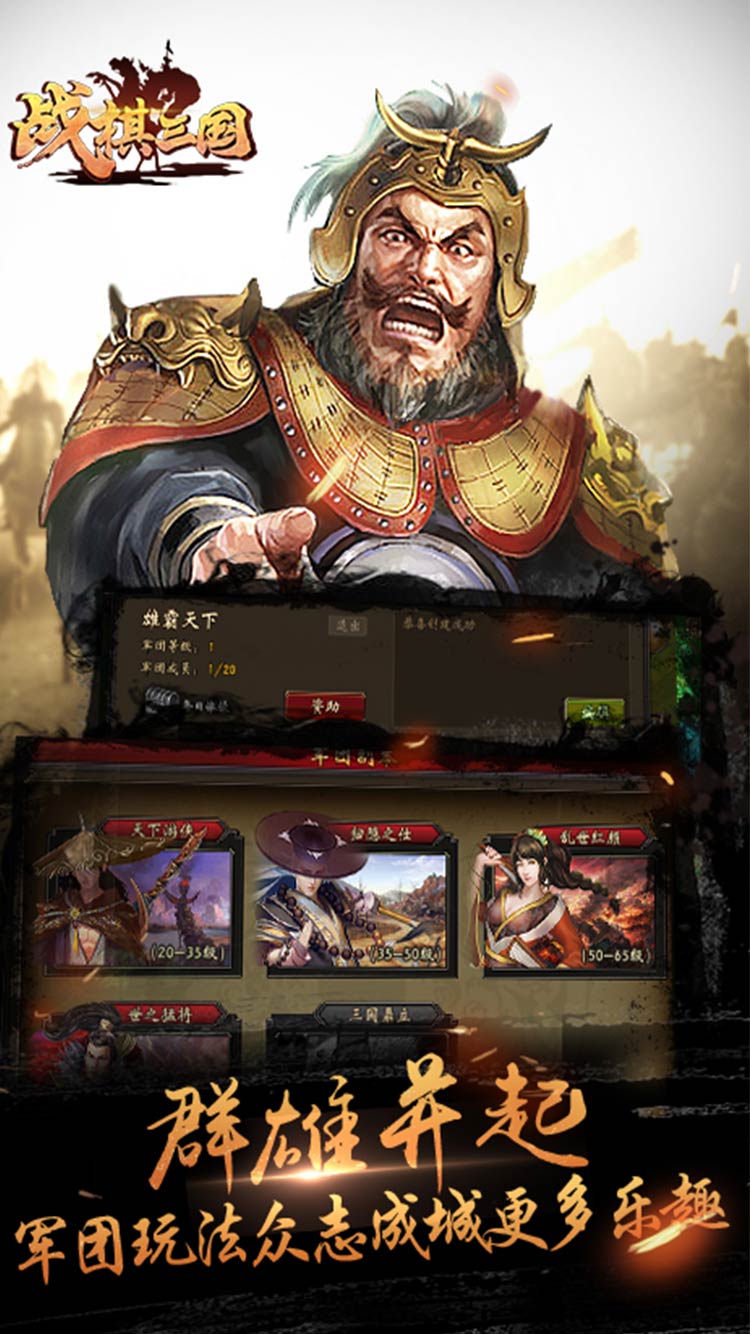 战棋三国
雄霸天下
退出
恭喜创建成功
军团等级：1
军团成员：1/20
资助
军团副本
天下游侠
(20—35级)
隐之仕
(35—50级)
乱世红颜
(50—65级)
世之猛将
三国鼎立
群雄并起
军团玩法众志成城更多乐趣